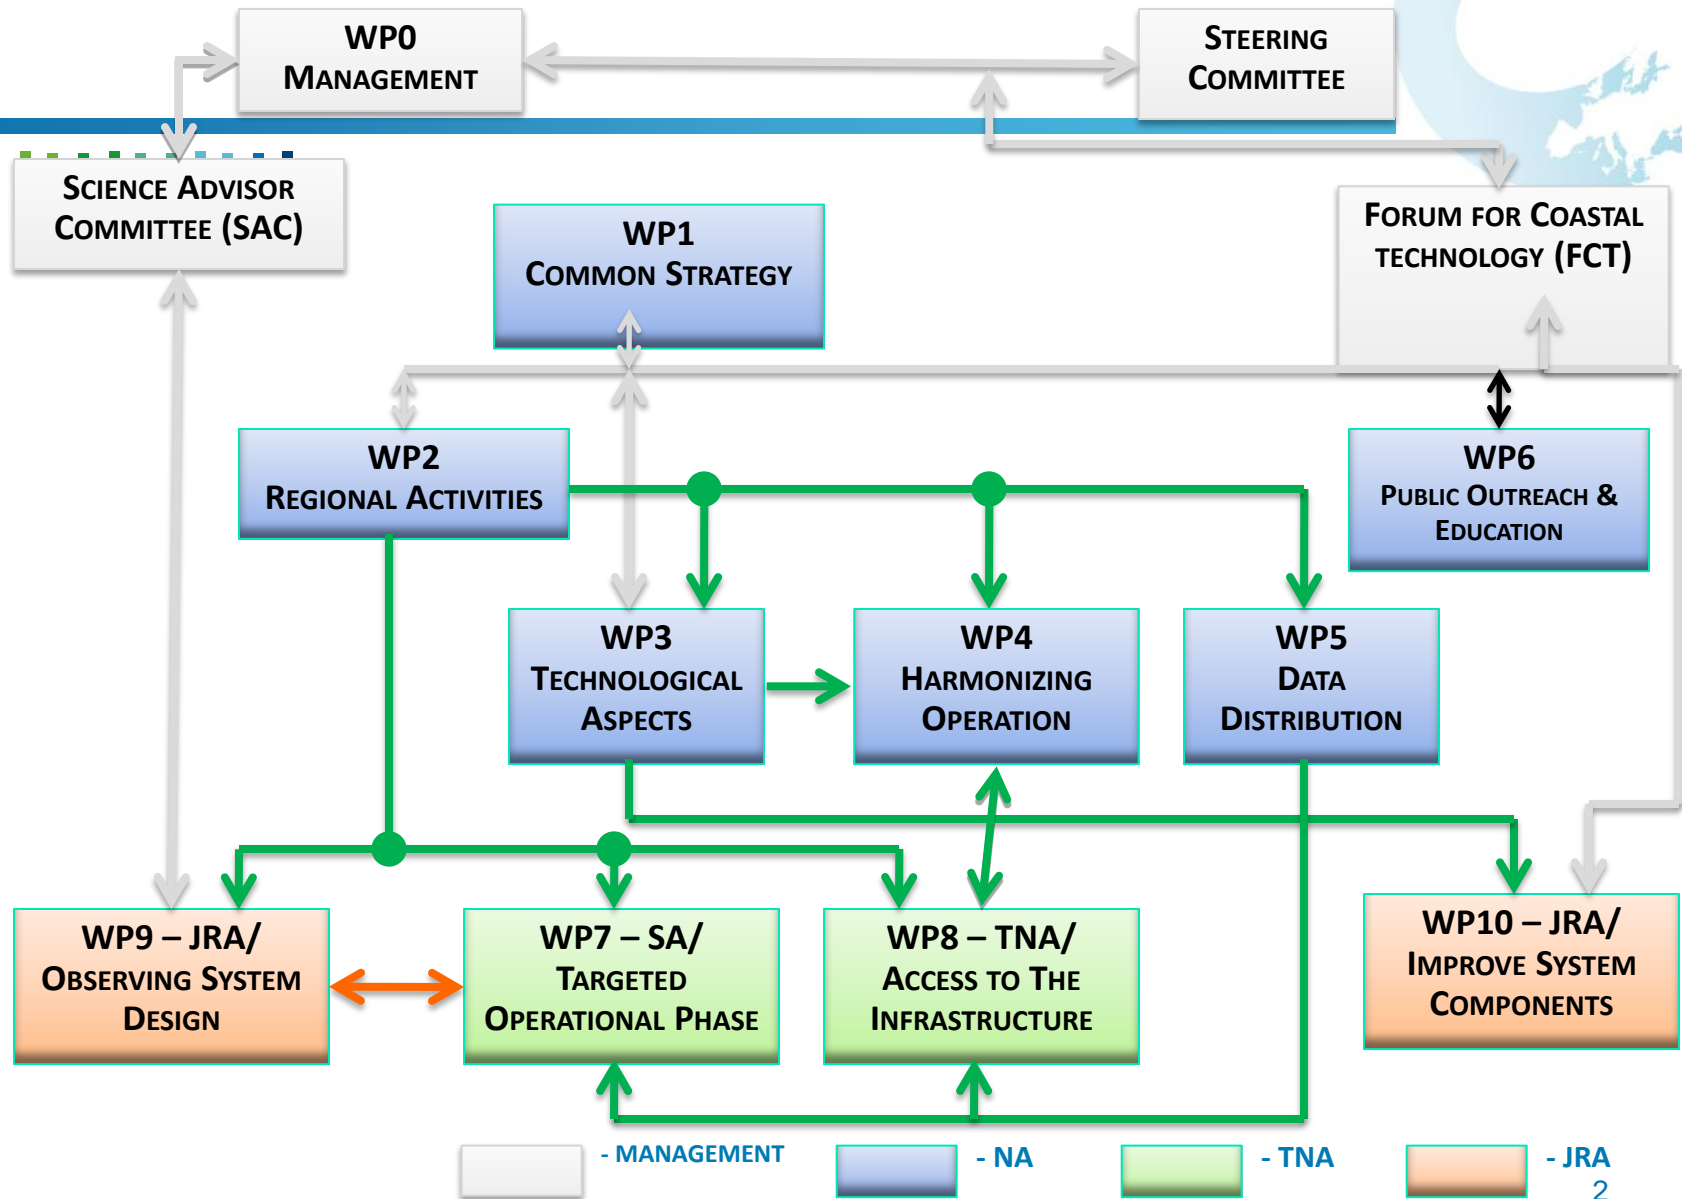 WP0
MANAGEMENT
STEERING
COMMITTEE
SCIENCE ADVISOR
COMMITTEE (SAC)
WP1
COMMON STRATEGY
FORUM FOR COASTAL
TECHNOLOGY (FCT)
WP2
REGIONAL ACTIVITIES
WP6
PUBLIC OUTREACH &
EDUCATION
WP3
TECHNOLOGICAL
ASPECTS
WP4
HARMONIZING
OPERATION
WP5
DATA
DISTRIBUTION
WP9 – JRA/
OBSERVING SYSTEM
DESIGN
WP7 – SA/
TARGETED
OPERATIONAL PHASE
WP8 – TNA/
ACCESS TO THE
INFRASTRUCTURE
WP10 – JRA/
IMPROVE SYSTEM
COMPONENTS
- MANAGEMENT
- NA
- TNA
- JRA
2